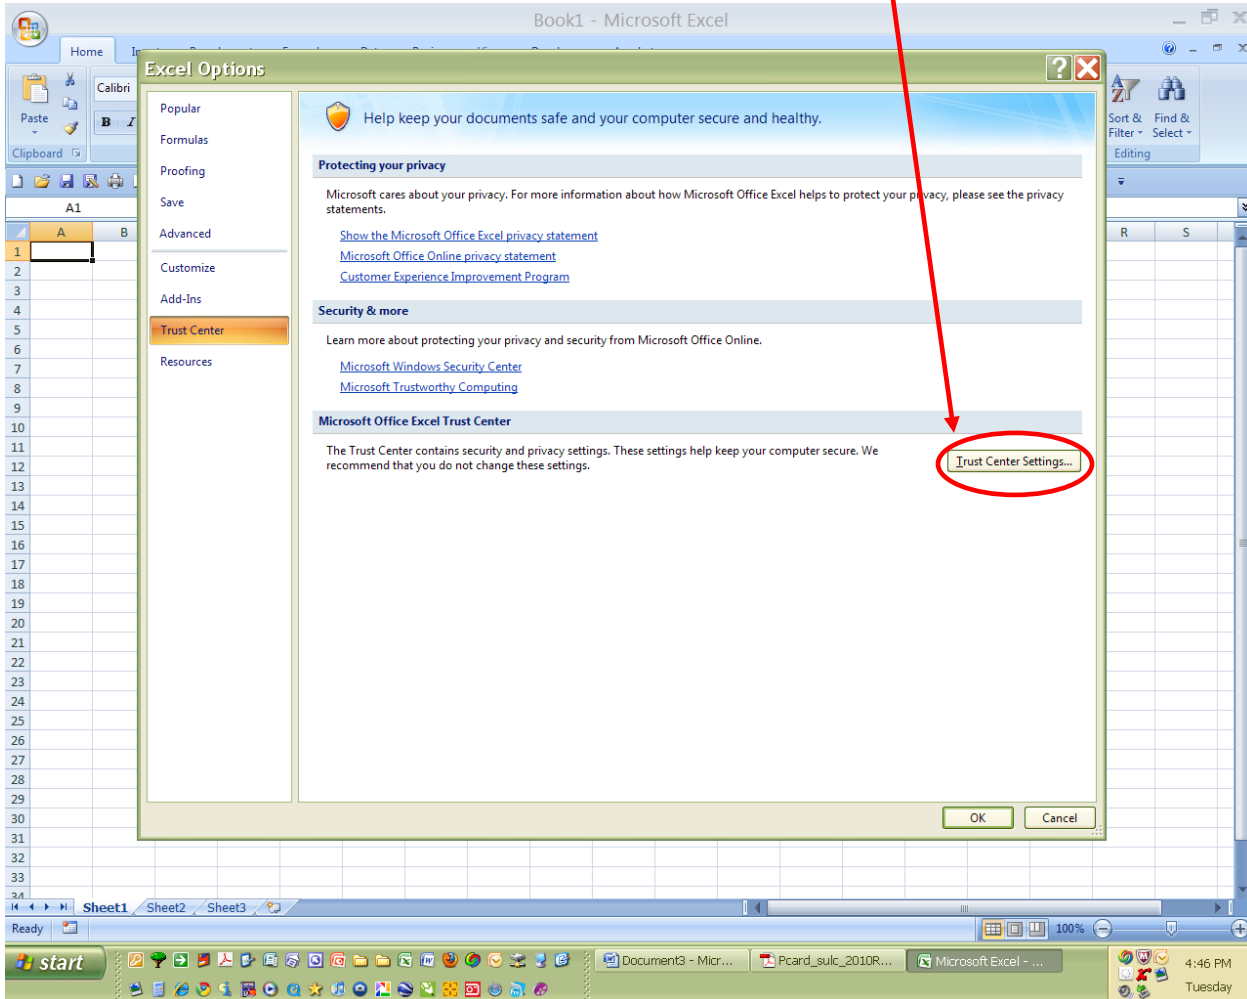 Book1 - Microsoft Excel
Home
Calibri
Paste
B I
Clipboard
Sort & Filter
Find & Select
Editing
A1
Excel Options
Popular
Formulas
Proofing
Save
Advanced
Customize
Add-Ins
Trust Center
Resources
Help keep your documents safe and your computer secure and healthy.
Protecting your privacy
Microsoft cares about your privacy. For more information about how Microsoft Office Excel helps to protect your privacy, please see the privacy
statements.
Show the Microsoft Office Excel privacy statement
Microsoft Office Online privacy statement
Customer Experience Improvement Program
Security & more
Learn more about protecting your privacy and security from Microsoft Office Online.
Microsoft Windows Security Center
Microsoft Trustworthy Computing
Microsoft Office Excel Trust Center
The Trust Center contains security and privacy settings. These settings help keep your computer secure. We
recommend that you do not change these settings.
Trust Center Settings...
OK Cancel
A B R S
1
2
3
4
5
6
7
8
9
10
11
12
13
14
15
16
17
18
19
20
21
22
23
24
25
26
27
28
29
30
31
32
33
34
Sheet1 Sheet2 Sheet3
Ready
100%
start
Document3 - Micr...
Pcard_sulc_2010R...
Microsoft Excel - ...
4:46 PM
Tuesday